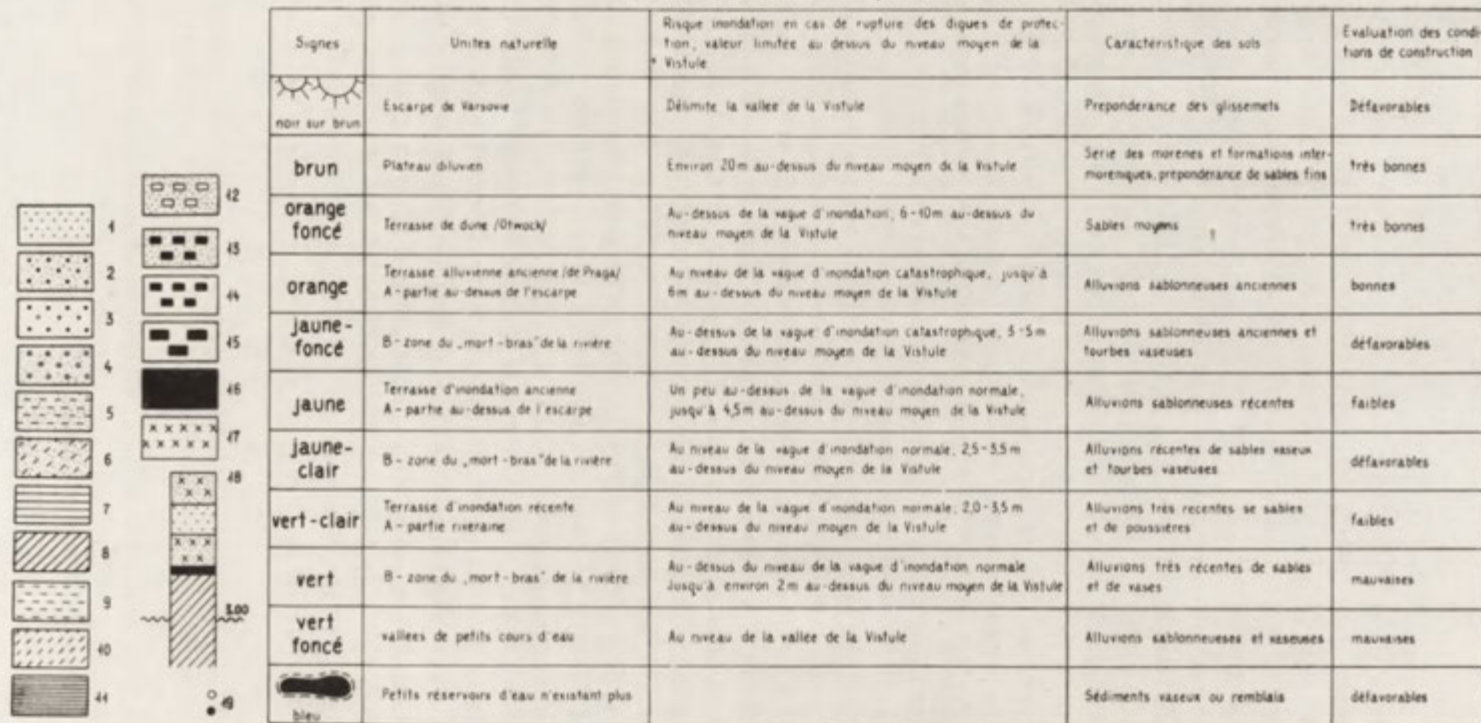 Signes
Unites naturelle
Risque inondation en cas de rupture des digues de protec-
tion, valeur limitée au dessus du niveau moyen de la
Vistule
Caractéristique des sols
Evaluation des condi-
tions de construction
noir sur brun
Escarpe de Varsovie
Délimite la vallée de la Vistule
Preponderance des glissemets
Défavorables
brun
Plateau diluvien
Environ 20m au-dessus du niveau moyen de la Vistule
Serie des morenes et formations inter-
moreniques, préponderance de sables fins
très bonnes
orange
foncé
Terrasse de dune /Otwock/
Au-dessus de la vague d'inondation, 6-10m au-dessus du
niveau moyen de la Vistule
Sables moyens
très bonnes
orange
Terrasse alluvienne ancienne /de Praga/
A-partie au-dessus de l'escarpe
Au niveau de la vague d'inondation catastrophique, jusqu'à
6m au-dessus du niveau moyen de la Vistule
Alluvions sablonneuses anciennes
bonnes
jaune-
foncé
B-zone du „mort-bras" de la rivière
Au-dessus de la vague d'inondation catastrophique, 3-5m
au-dessus du niveau moyen de la Vistule
Alluvions sablonneuses anciennes et
tourbes vaseuses
défavorables
jaune
Terrasse d'inondation ancienne
A-partie au-dessus de l'escarpe
Un peu au-dessus de la vague d'inondation normale,
jusqu'à 4,5m au-dessus du niveau moyen de la Vistule
Alluvions sablonneuses récentes
faibles
jaune-
clair
B-zone du „mort-bras" de la rivière
Au niveau de la vague d'inondation normale, 2,5-3,5m
au-dessus du niveau moyen de la Vistule
Alluvions récentes de sables vaseux
et tourbes vaseuses
défavorables
vert-clair
Terrasse d'inondation récente
A-partie riveraine
Au niveau de la vague d'inondation normale, 2,0-3,5m
au-dessus du niveau moyen de la Vistule
Alluvions très recentes se sables
et de poussières
faibles
vert
B-zone du „mort-bras" de la rivière
Au-dessus du niveau de la vague d'inondation normale
Jusqu'à environ 2m au-dessus du niveau moyen de la Vistule
Alluvions très récentes de sables
et de vases
mauvaises
vert
foncé
vallees de petits cours d'eau
Au niveau de la vallée de la Vistule
Alluvions sablonneueses et vaseuses
mauvaises
bleu
Petits réservoirs d'eau n'existant plus
Sédiments vaseux ou remblais
défavorables
1
2
3
4
5
6
7
8
9
10
11
12
13
14
15
16
17
18
3.00
19